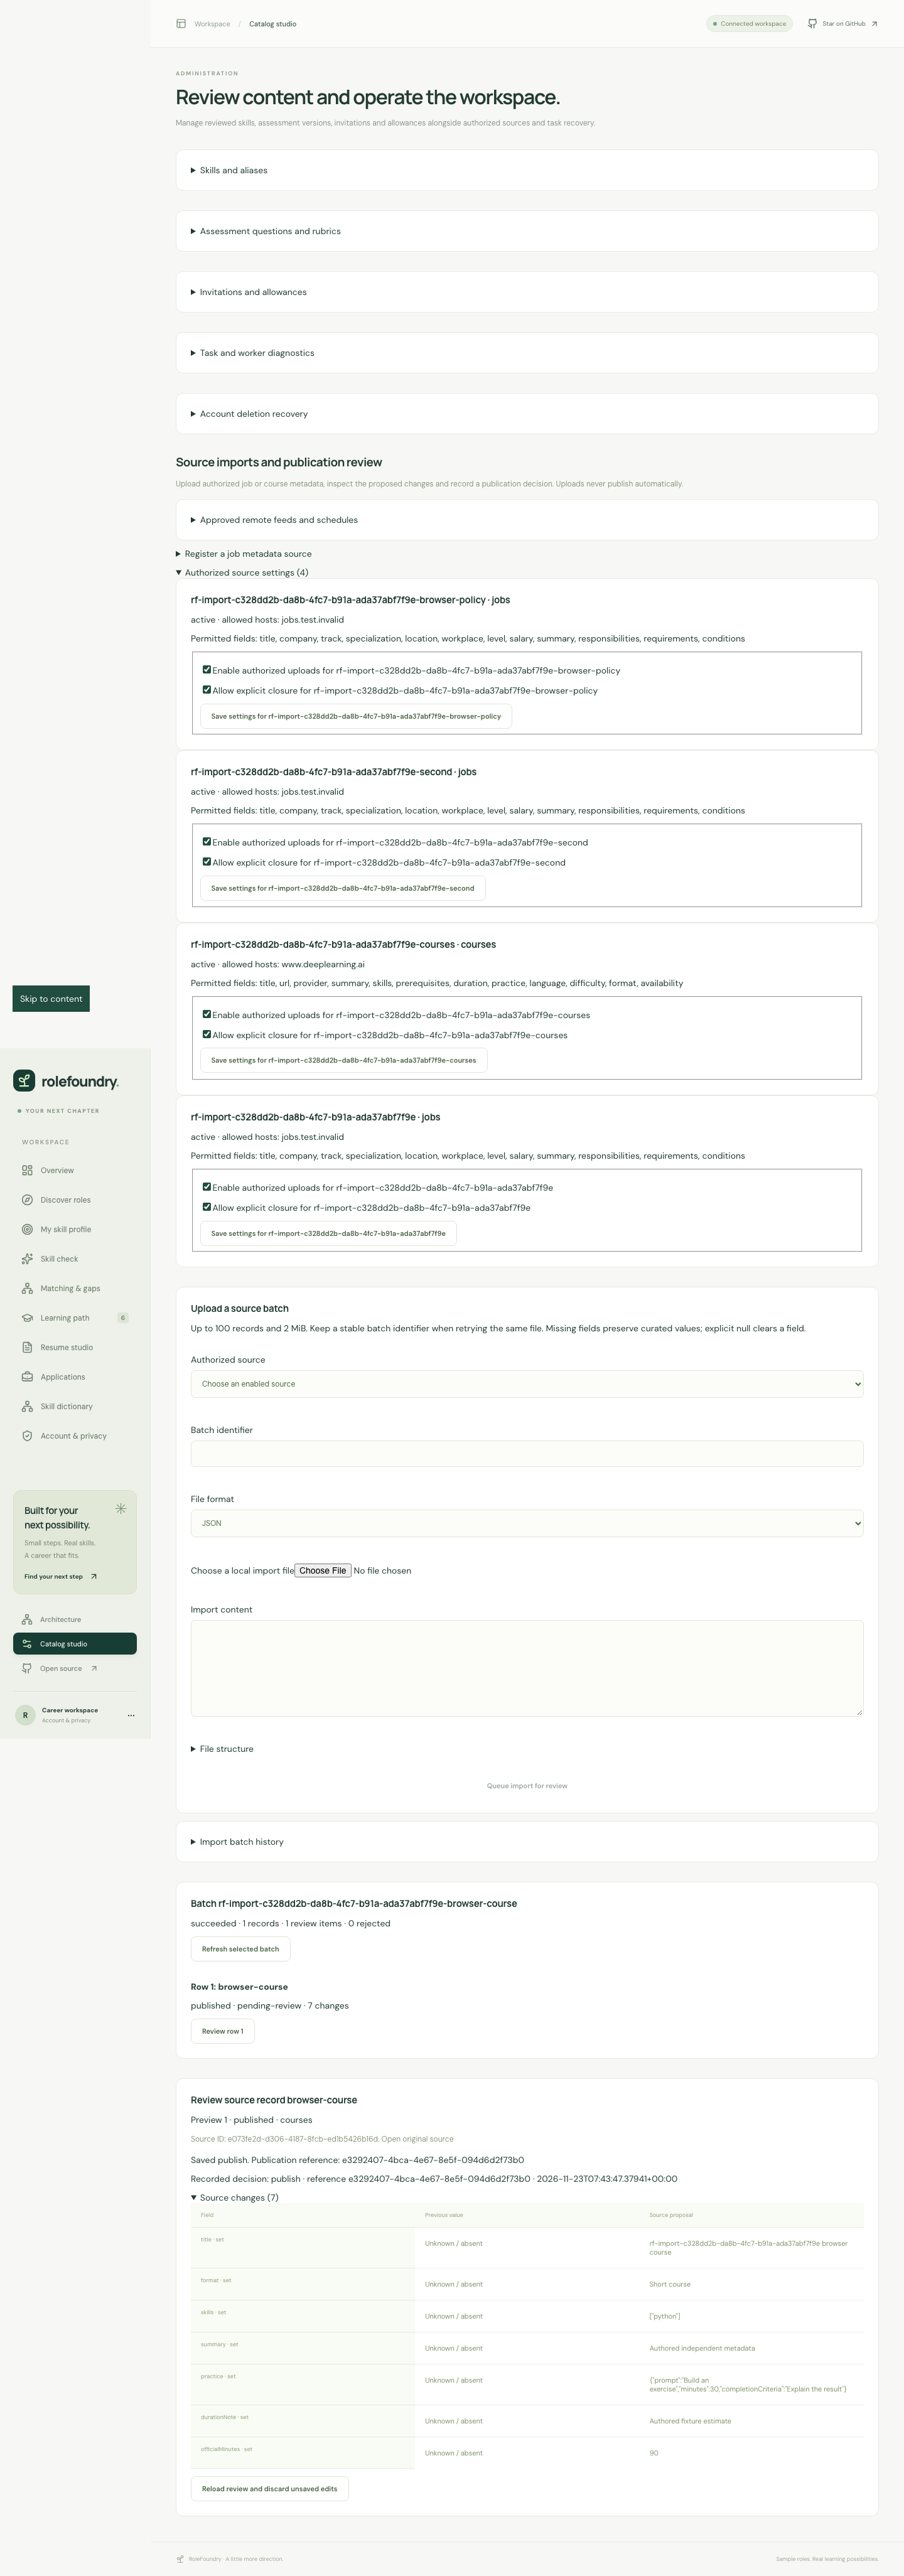 Workspace / Catalog studio
Connected workspace
Star on GitHub
ADMINISTRATION
Review content and operate the workspace.
Manage reviewed skills, assessment versions, invitations and allowances alongside authorized sources and task recovery.
Skills and aliases
Assessment questions and rubrics
Invitations and allowances
Task and worker diagnostics
Account deletion recovery
Source imports and publication review
Upload authorized job or course metadata, inspect the proposed changes and record a publication decision. Uploads never publish automatically.
Approved remote feeds and schedules
Register a job metadata source
Authorized source settings (4)
rf-import-c328dd2b-da8b-4fc7-b91a-ada37abf7f9e-browser-policy · jobs
active · allowed hosts: jobs.test.invalid
Permitted fields: title, company, track, specialization, location, workplace, level, salary, summary, responsibilities, requirements, conditions
Enable authorized uploads for rf-import-c328dd2b-da8b-4fc7-b91a-ada37abf7f9e-browser-policy
Allow explicit closure for rf-import-c328dd2b-da8b-4fc7-b91a-ada37abf7f9e-browser-policy
Save settings for rf-import-c328dd2b-da8b-4fc7-b91a-ada37abf7f9e-browser-policy
rf-import-c328dd2b-da8b-4fc7-b91a-ada37abf7f9e-second · jobs
active · allowed hosts: jobs.test.invalid
Permitted fields: title, company, track, specialization, location, workplace, level, salary, summary, responsibilities, requirements, conditions
Enable authorized uploads for rf-import-c328dd2b-da8b-4fc7-b91a-ada37abf7f9e-second
Allow explicit closure for rf-import-c328dd2b-da8b-4fc7-b91a-ada37abf7f9e-second
Save settings for rf-import-c328dd2b-da8b-4fc7-b91a-ada37abf7f9e-second
rf-import-c328dd2b-da8b-4fc7-b91a-ada37abf7f9e-courses · courses
active · allowed hosts: www.deeplearning.ai
Permitted fields: title, url, provider, summary, skills, prerequisites, duration, practice, language, difficulty, format, availability
Enable authorized uploads for rf-import-c328dd2b-da8b-4fc7-b91a-ada37abf7f9e-courses
Allow explicit closure for rf-import-c328dd2b-da8b-4fc7-b91a-ada37abf7f9e-courses
Save settings for rf-import-c328dd2b-da8b-4fc7-b91a-ada37abf7f9e-courses
rf-import-c328dd2b-da8b-4fc7-b91a-ada37abf7f9e · jobs
active · allowed hosts: jobs.test.invalid
Permitted fields: title, company, track, specialization, location, workplace, level, salary, summary, responsibilities, requirements, conditions
Enable authorized uploads for rf-import-c328dd2b-da8b-4fc7-b91a-ada37abf7f9e
Allow explicit closure for rf-import-c328dd2b-da8b-4fc7-b91a-ada37abf7f9e
Save settings for rf-import-c328dd2b-da8b-4fc7-b91a-ada37abf7f9e
Skip to content
rolefoundry.
YOUR NEXT CHAPTER
WORKSPACE
Overview
Discover roles
My skill profile
Skill check
Matching & gaps
Learning path 6
Resume studio
Applications
Skill dictionary
Account & privacy
Built for your
next possibility.
Small steps. Real skills.
A career that fits.
Find your next step
Architecture
Catalog studio
Open source
R
Career workspace
Account & privacy
Upload a source batch
Up to 100 records and 2 MiB. Keep a stable batch identifier when retrying the same file. Missing fields preserve curated values; explicit null clears a field.
Authorized source
Choose an enabled source
Batch identifier
File format
JSON
Choose a local import file Choose File No file chosen
Import content
File structure
Queue import for review
Import batch history
Batch rf-import-c328dd2b-da8b-4fc7-b91a-ada37abf7f9e-browser-course
succeeded · 1 records · 1 review items · 0 rejected
Refresh selected batch
Row 1: browser-course
published · pending-review · 7 changes
Review row 1
Review source record browser-course
Preview 1 · published · courses
Source ID: e073fe2d-d306-4187-8fcb-ed1b5426b16d. Open original source
Saved publish. Publication reference: e3292407-4bca-4e67-8e5f-094d6d2f73b0
Recorded decision: publish · reference e3292407-4bca-4e67-8e5f-094d6d2f73b0 · 2026-11-23T07:43:47.37941+00:00
Source changes (7)
Field Previous value Source proposal
title · set Unknown / absent rf-import-c328dd2b-da8b-4fc7-b91a-ada37abf7f9e browser
course
format · set Unknown / absent Short course
skills · set Unknown / absent ["python"]
summary · set Unknown / absent Authored independent metadata
practice · set Unknown / absent {"prompt":"Build an
exercise","minutes":30,"completionCriteria":"Explain the result"}
durationNote · set Unknown / absent Authored fixture estimate
officialMinutes · set Unknown / absent 90
Reload review and discard unsaved edits
RoleFoundry · A little more direction.
Sample roles. Real learning possibilities.